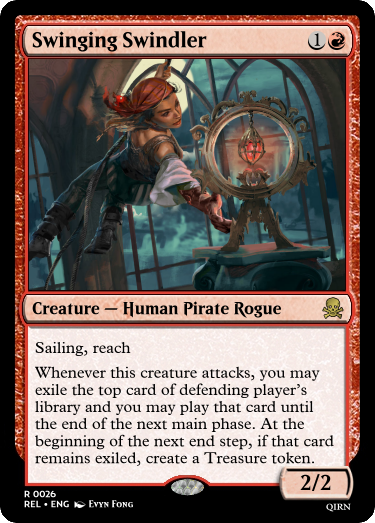 Swinging Swindler 1
Creature — Human Pirate Rogue
Sailing, reach
Whenever this creature attacks, you may
exile the top card of defending player's
library and you may play that card until
the end of the next main phase. At the
beginning of the next end step, if that card
remains exiled, create a Treasure token.
2/2
R 0026
REL • ENG Evyn Fong
QIRN